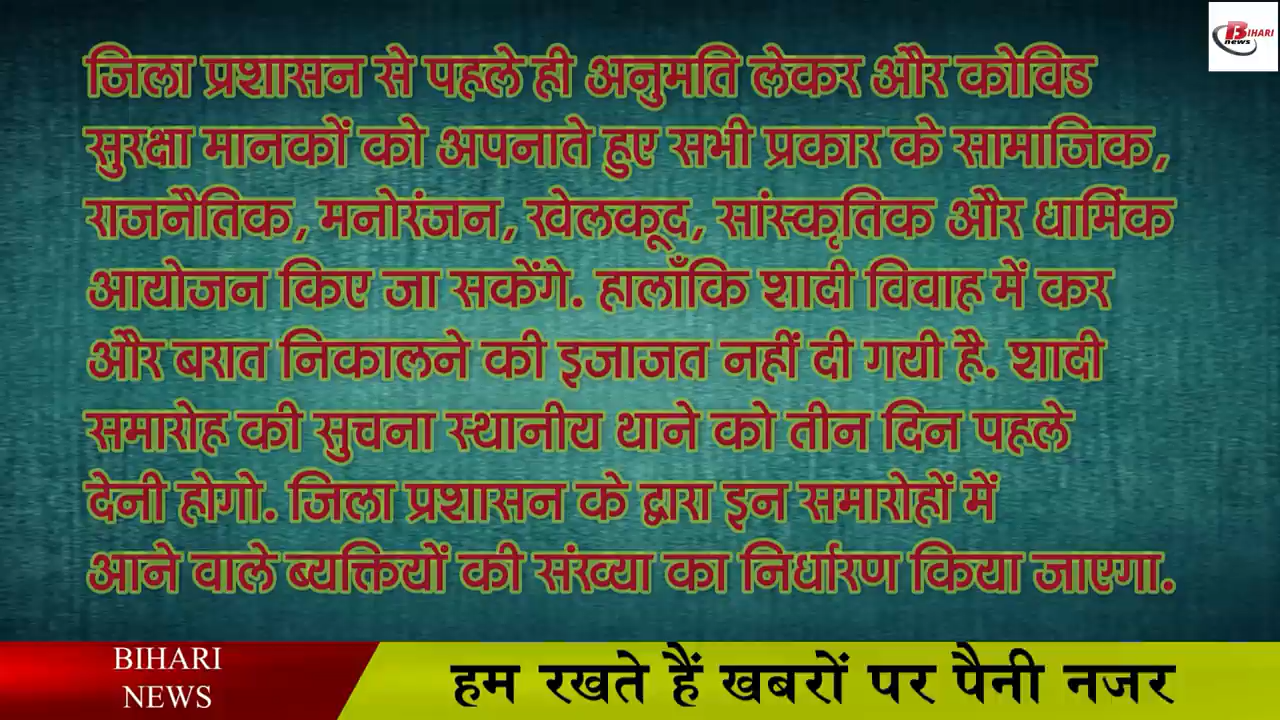 BIHARI
news
जिला प्रशासन से पहले ही अनुमति लेकर और कोविड
सुरक्षा मानकों को अपनाते हुए सभी प्रकार के सामाजिक,
राजनैतिक, मनोरंजन, खेलकूद, सांस्कृतिक और धार्मिक
आयोजन किए जा सकेंगे. हालाँकि शादी विवाह में कर
और बरात निकालने की इजाजत नहीं दी गयी है. शादी
समारोह की सुचना स्थानीय थाने को तीन दिन पहले
देनी होगो. जिला प्रशासन के द्वारा इन समारोहों में
आने वाले ब्यक्तियों की संख्या का निर्धारण किया जाएगा.
BIHARI
NEWS
हम रखते हैं खबरों पर पैनी नजर